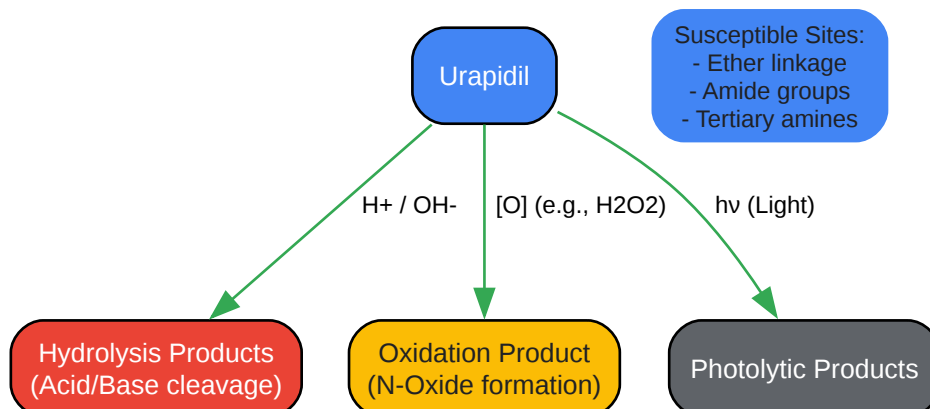 Urapidil
Susceptible Sites:
- Ether linkage
- Amide groups
- Tertiary amines
H+ / OH-
[O] (e.g., H2O2)
hν (Light)
Hydrolysis Products
(Acid/Base cleavage)
Oxidation Product
(N-Oxide formation)
Photolytic Products